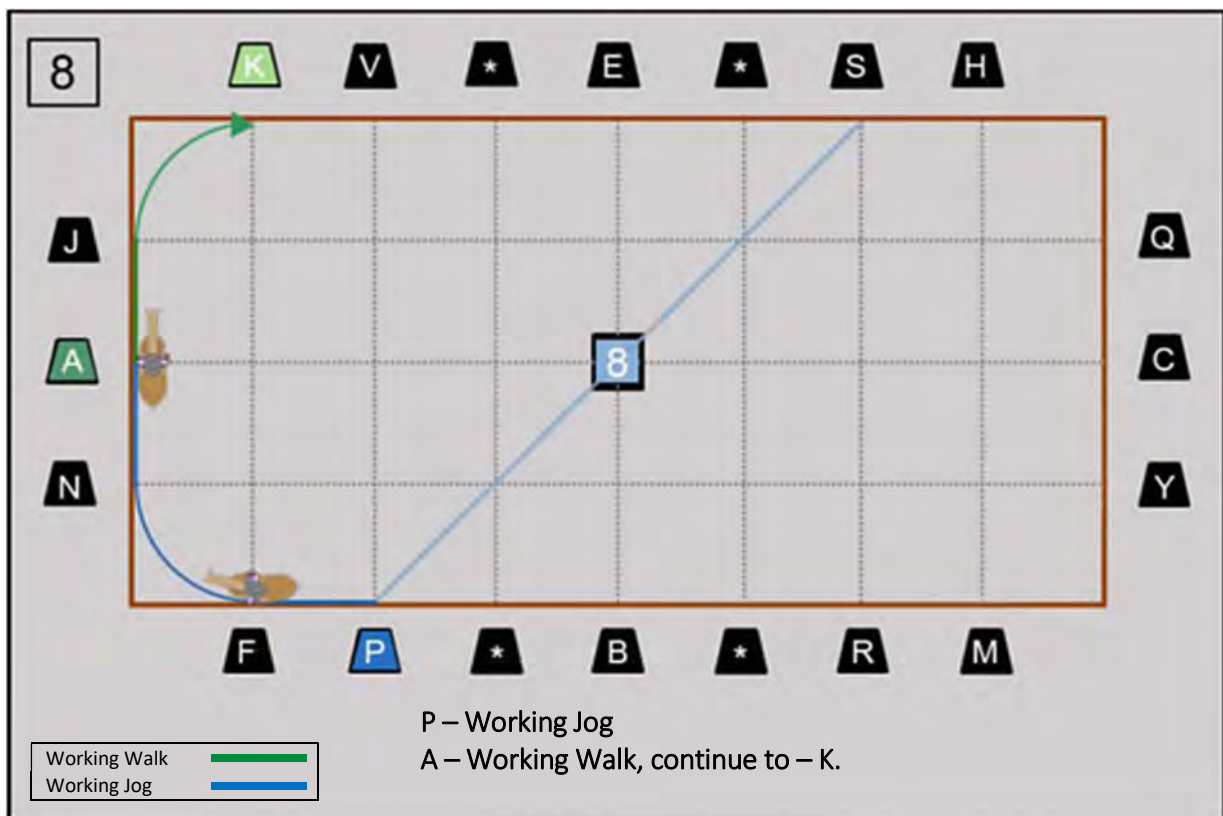 8
K V * E * S H
J Q
A 8 C
N Y
F P * B * R M
P – Working Jog
A – Working Walk, continue to – K.
Working Walk
Working Jog